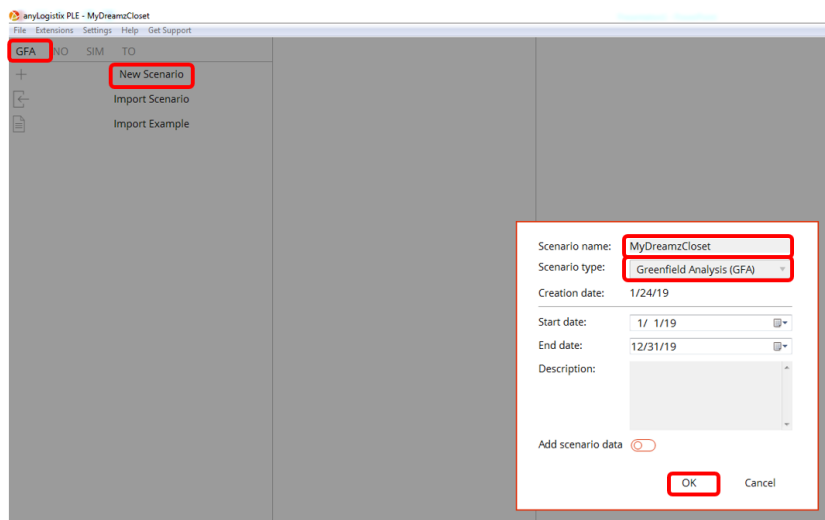 anyLogistix PLE - MyDreamzCloset
File Extensions Settings Help Get Support
GFA NO SIM TO
New Scenario
Import Scenario
Import Example
Scenario name: MyDreamzCloset
Scenario type: Greenfield Analysis (GFA)
Creation date: 1/24/19
Start date: 1/ 1/19
End date: 12/31/19
Description:
Add scenario data
OK Cancel